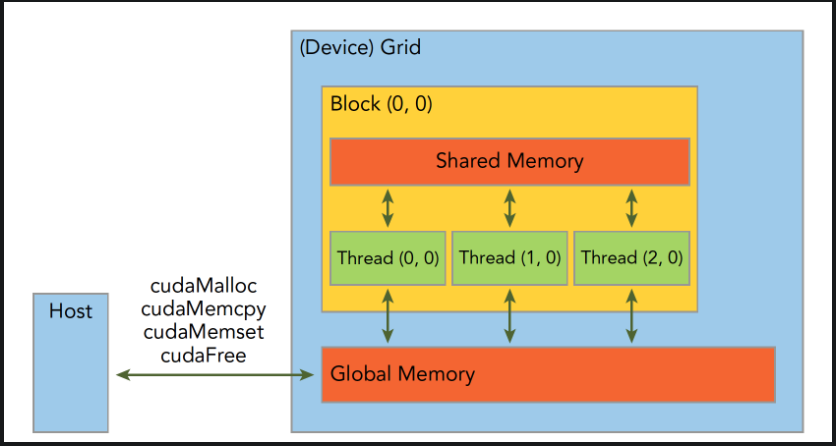 (Device) Grid
Block (0, 0)
Shared Memory
Thread (0, 0)
Thread (1, 0)
Thread (2, 0)
cudaMalloc
cudaMemcpy
cudaMemset
cudaFree
Host
Global Memory